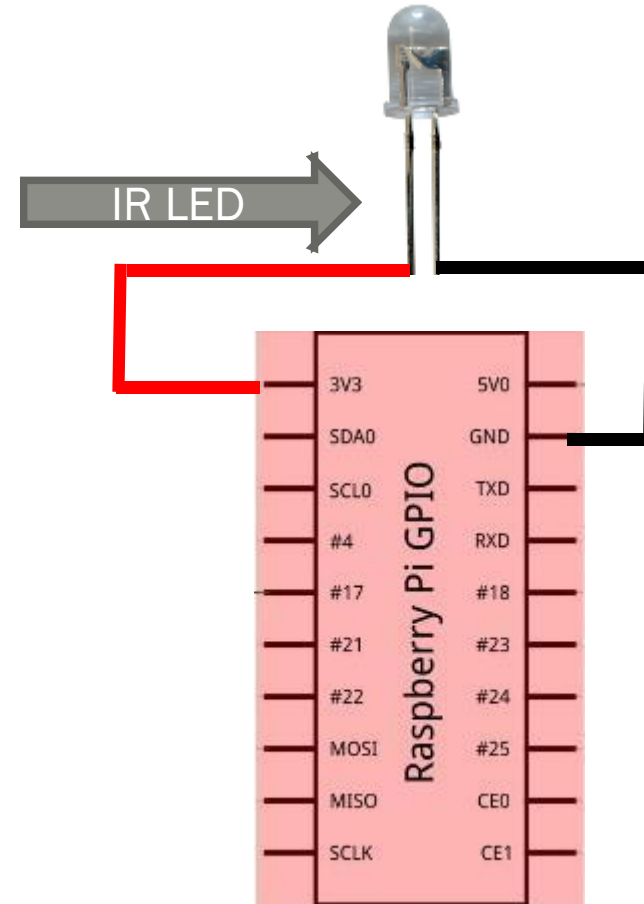 IR LED
3V3 5V0
SDA0 GND
SCL0 TXD
#4 RXD
#17 #18
#21 #23
#22 #24
MOSI #25
MISO CE0
SCLK CE1
Raspberry Pi GPIO